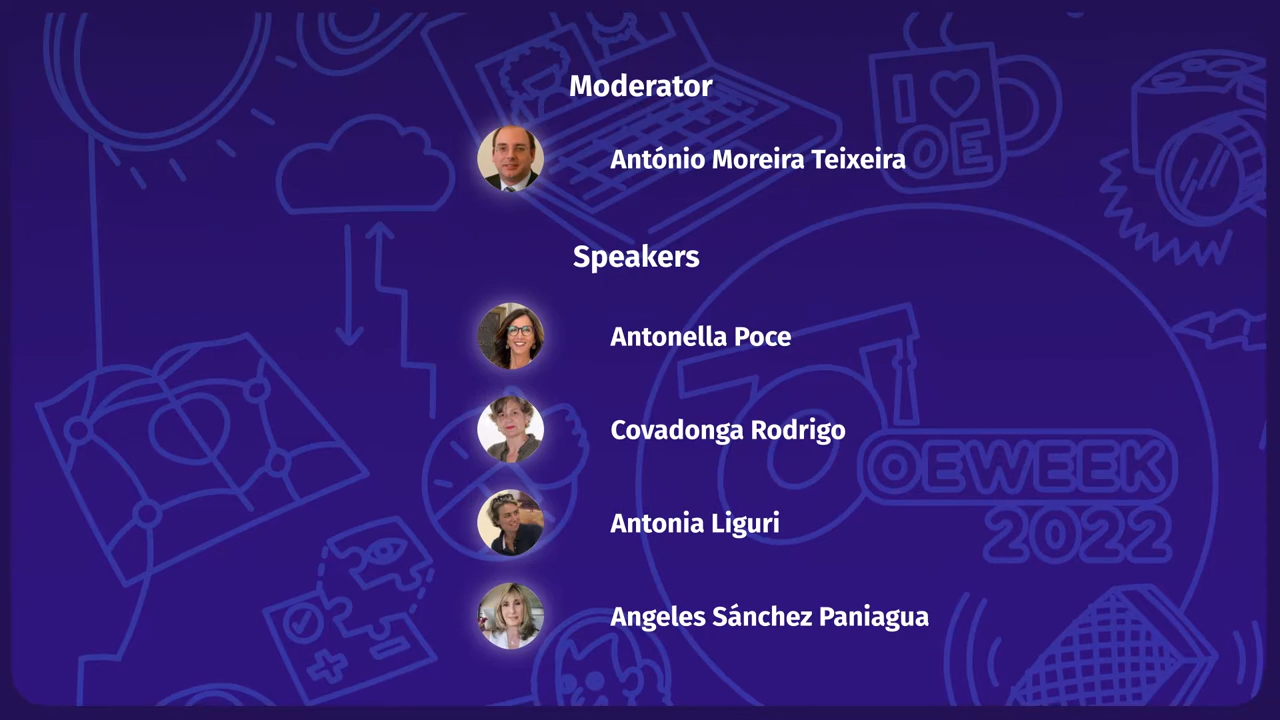 Moderator
António Moreira Teixeira
I ♥ OE
Speakers
Antonella Poce
Covadonga Rodrigo
OEWEEK
2022
Antonia Liguri
Angeles Sánchez Paniagua